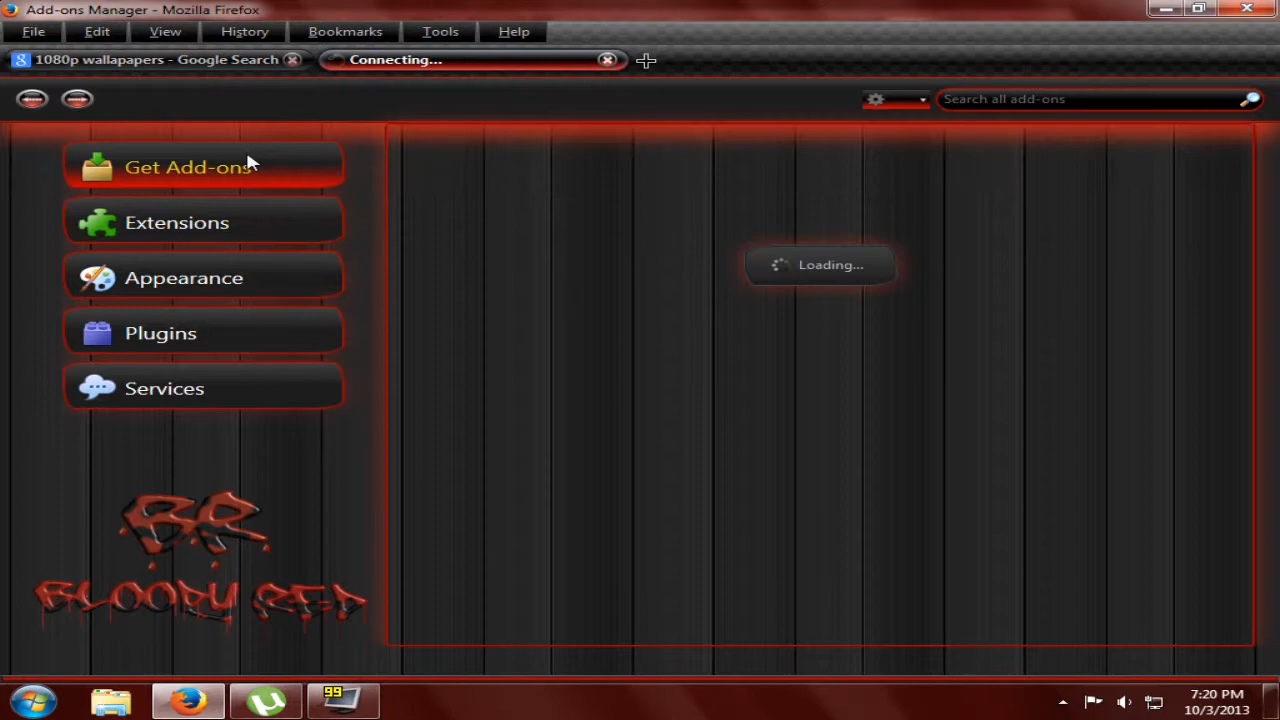 Add-ons Manager - Mozilla Firefox
File Edit View History Bookmarks Tools Help
1080p wallapapers - Google Search Connecting...
Search all add-ons
Get Add-ons
Extensions
Appearance
Plugins
Services
Loading...
BR
BLOODY RED
99
7:20 PM
10/3/2013